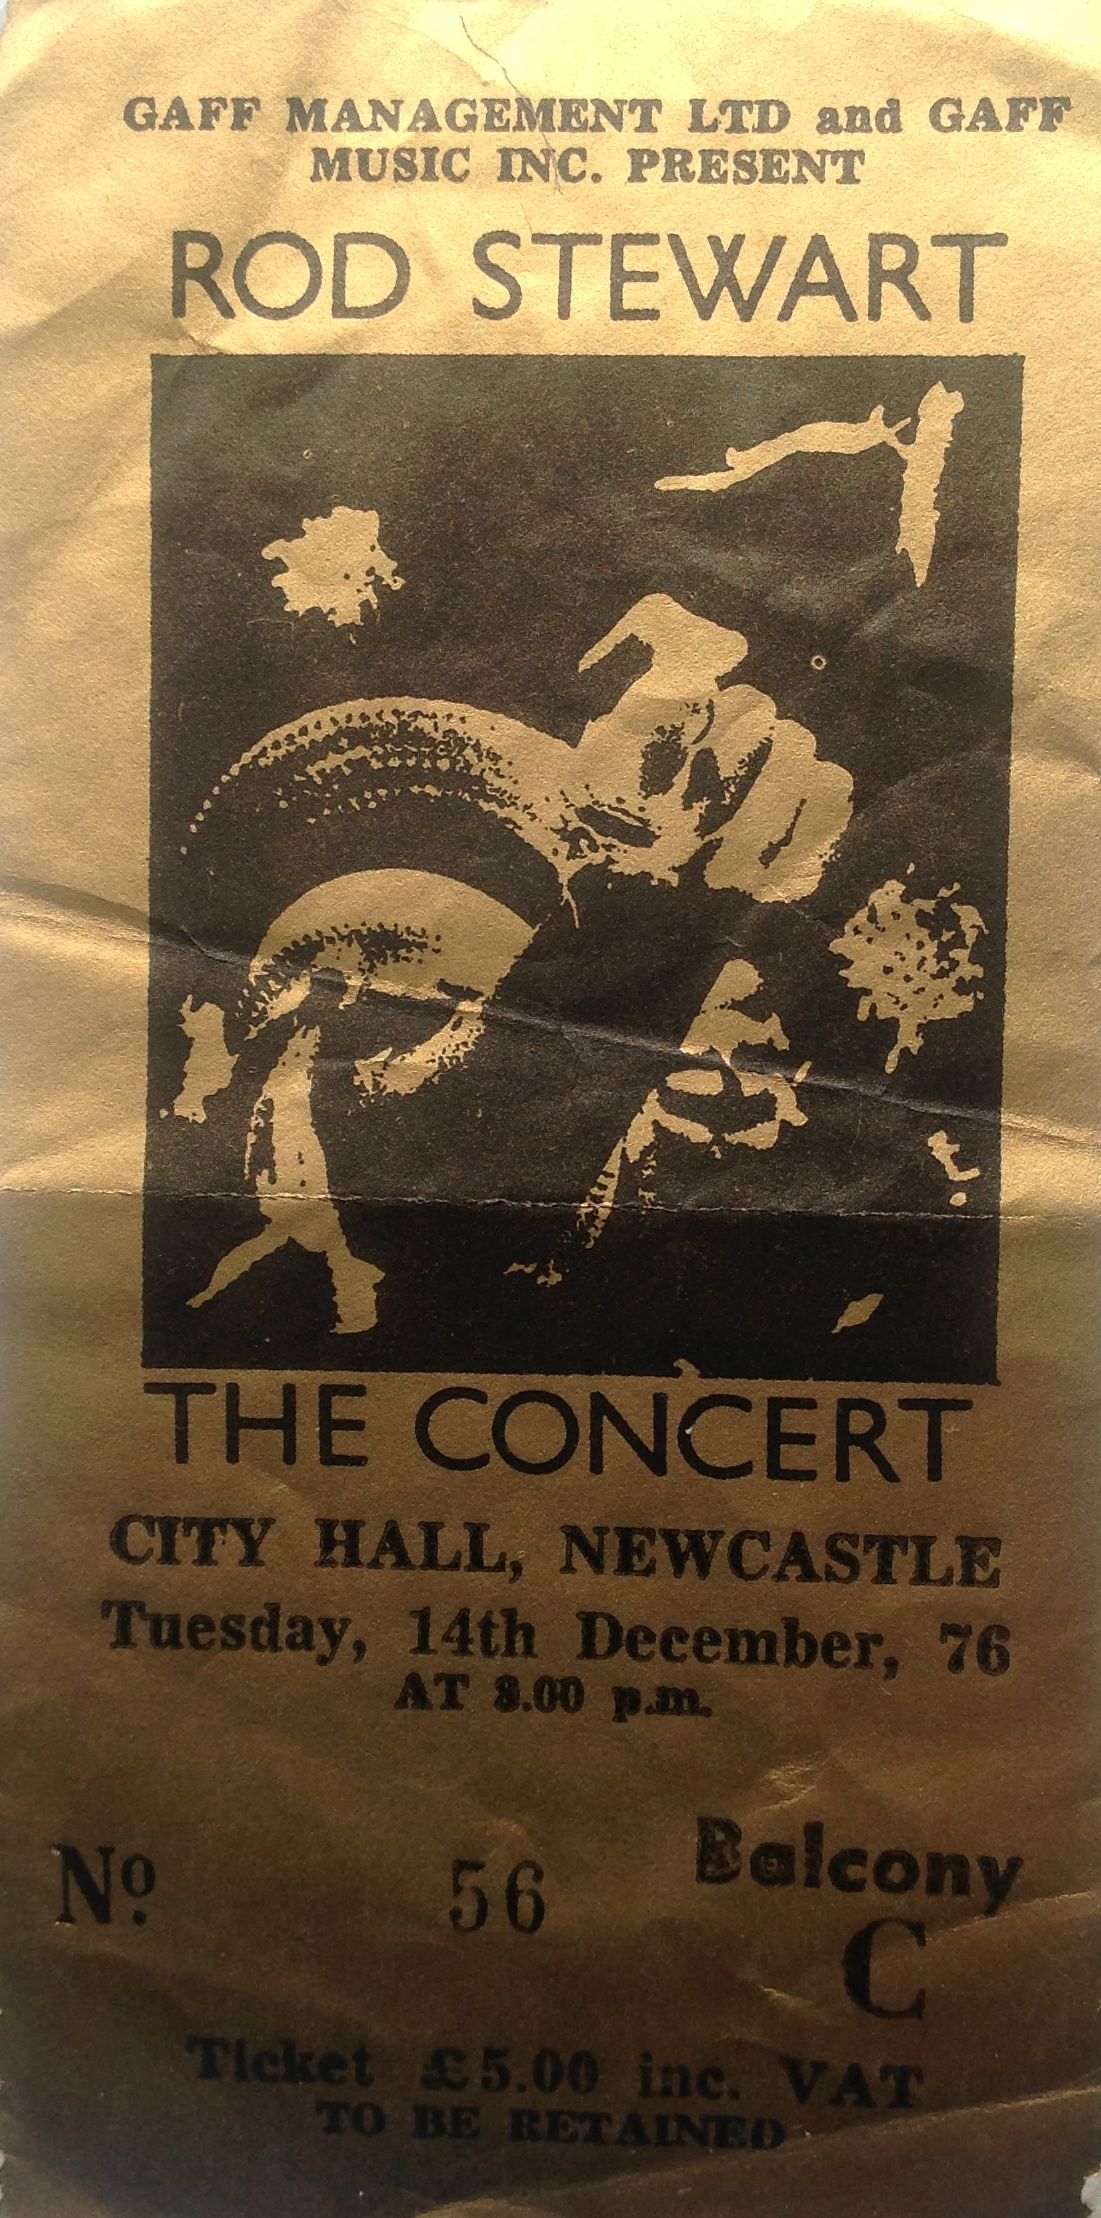 GAFF MANAGEMENT LTD and GAFF
MUSIC INC. PRESENT
ROD STEWART
THE CONCERT
CITY HALL, NEWCASTLE
Tuesday, 14th December, 76
AT 8.00 p.m.
Nº. 56 Balcony
C
Ticket £5.00 inc. VAT
TO BE RETAINED